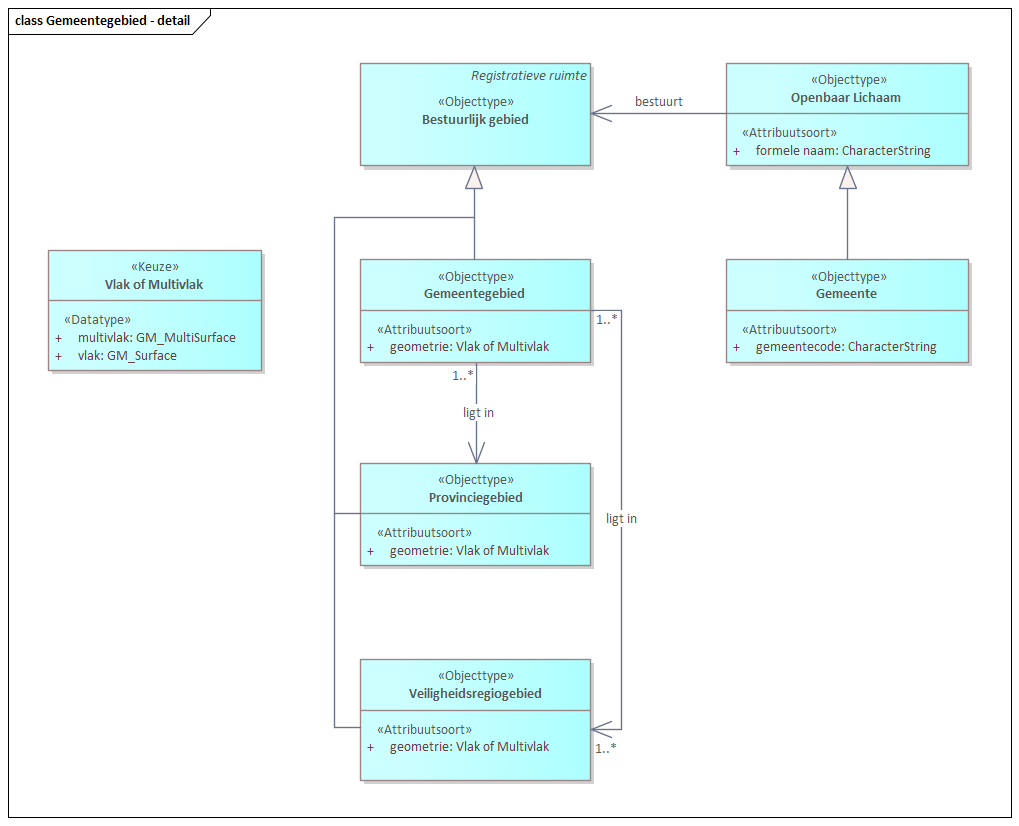 class Gemeentegebied - detail
Registratieve ruimte
«Objecttype»
Bestuurlijk gebied
bestuurt
«Objecttype»
Openbaar Lichaam
«Attribuutsoort»
+ formele naam: CharacterString
«Keuze»
Vlak of Multivlak
«Datatype»
+ multivlak: GM_MultiSurface
+ vlak: GM_Surface
«Objecttype»
Gemeentegebied
«Attribuutsoort»
+ geometrie: Vlak of Multivlak
1..*
1..*
ligt in
«Objecttype»
Gemeente
«Attribuutsoort»
+ gemeentecode: CharacterString
«Objecttype»
Provinciegebied
«Attribuutsoort»
+ geometrie: Vlak of Multivlak
ligt in
«Objecttype»
Veiligheidsregiogebied
«Attribuutsoort»
+ geometrie: Vlak of Multivlak
1..*